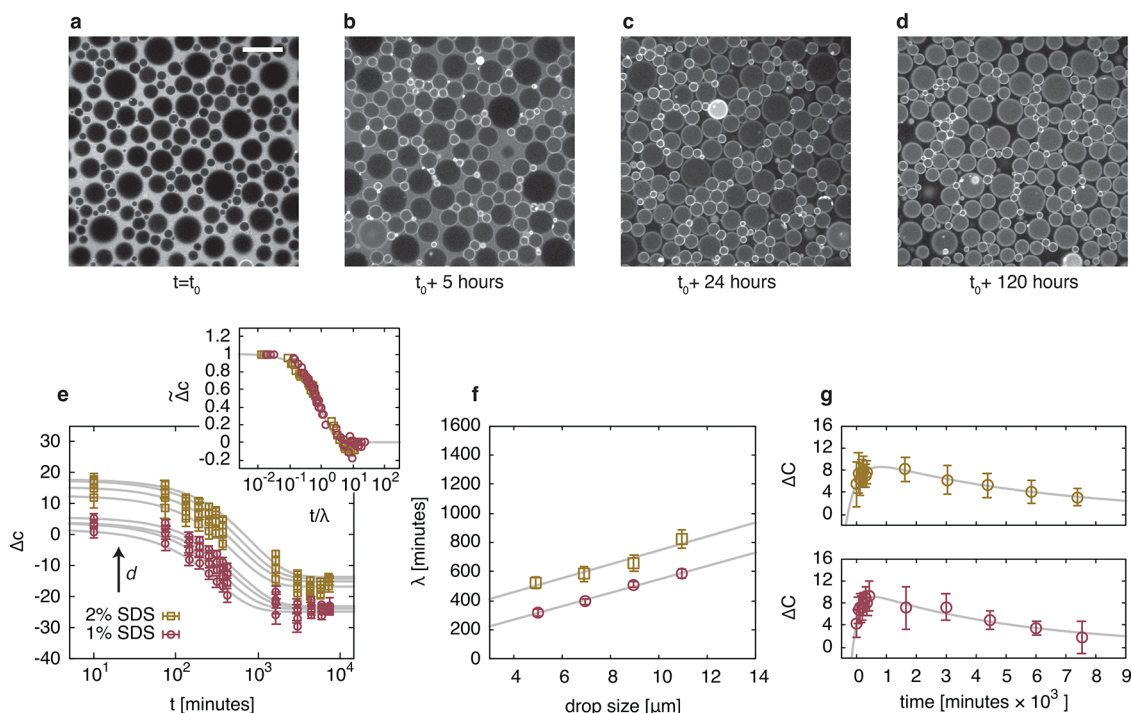 a
b
c
d
t=t0
t0+ 5 hours
t0+ 24 hours
t0+ 120 hours
e
1.2
1
0.8
0.6
0.4
0.2
0
-0.2
Δ̃c
10-2 10-1 100 101 102
t/λ
30
20
10
0
-10
-20
-30
-40
Δc
d
2% SDS
1% SDS
101 102 103 104
t [minutes]
f
1600
1400
1200
1000
800
600
400
200
0
λ [minutes]
4 6 8 10 12 14
drop size [μm]
g
16
12
8
4
0
ΔC
16
12
8
4
0
ΔC
0 1 2 3 4 5 6 7 8 9
time [minutes × 103]